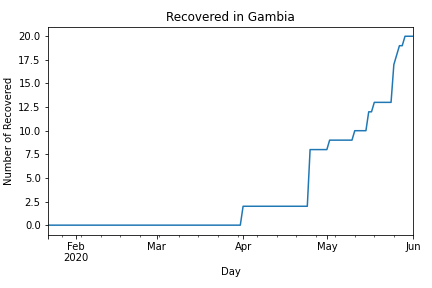 Recovered in Gambia
Number of Recovered
20.0
17.5
15.0
12.5
10.0
7.5
5.0
2.5
0.0
Feb
2020
Mar
Apr
May
Jun
Day